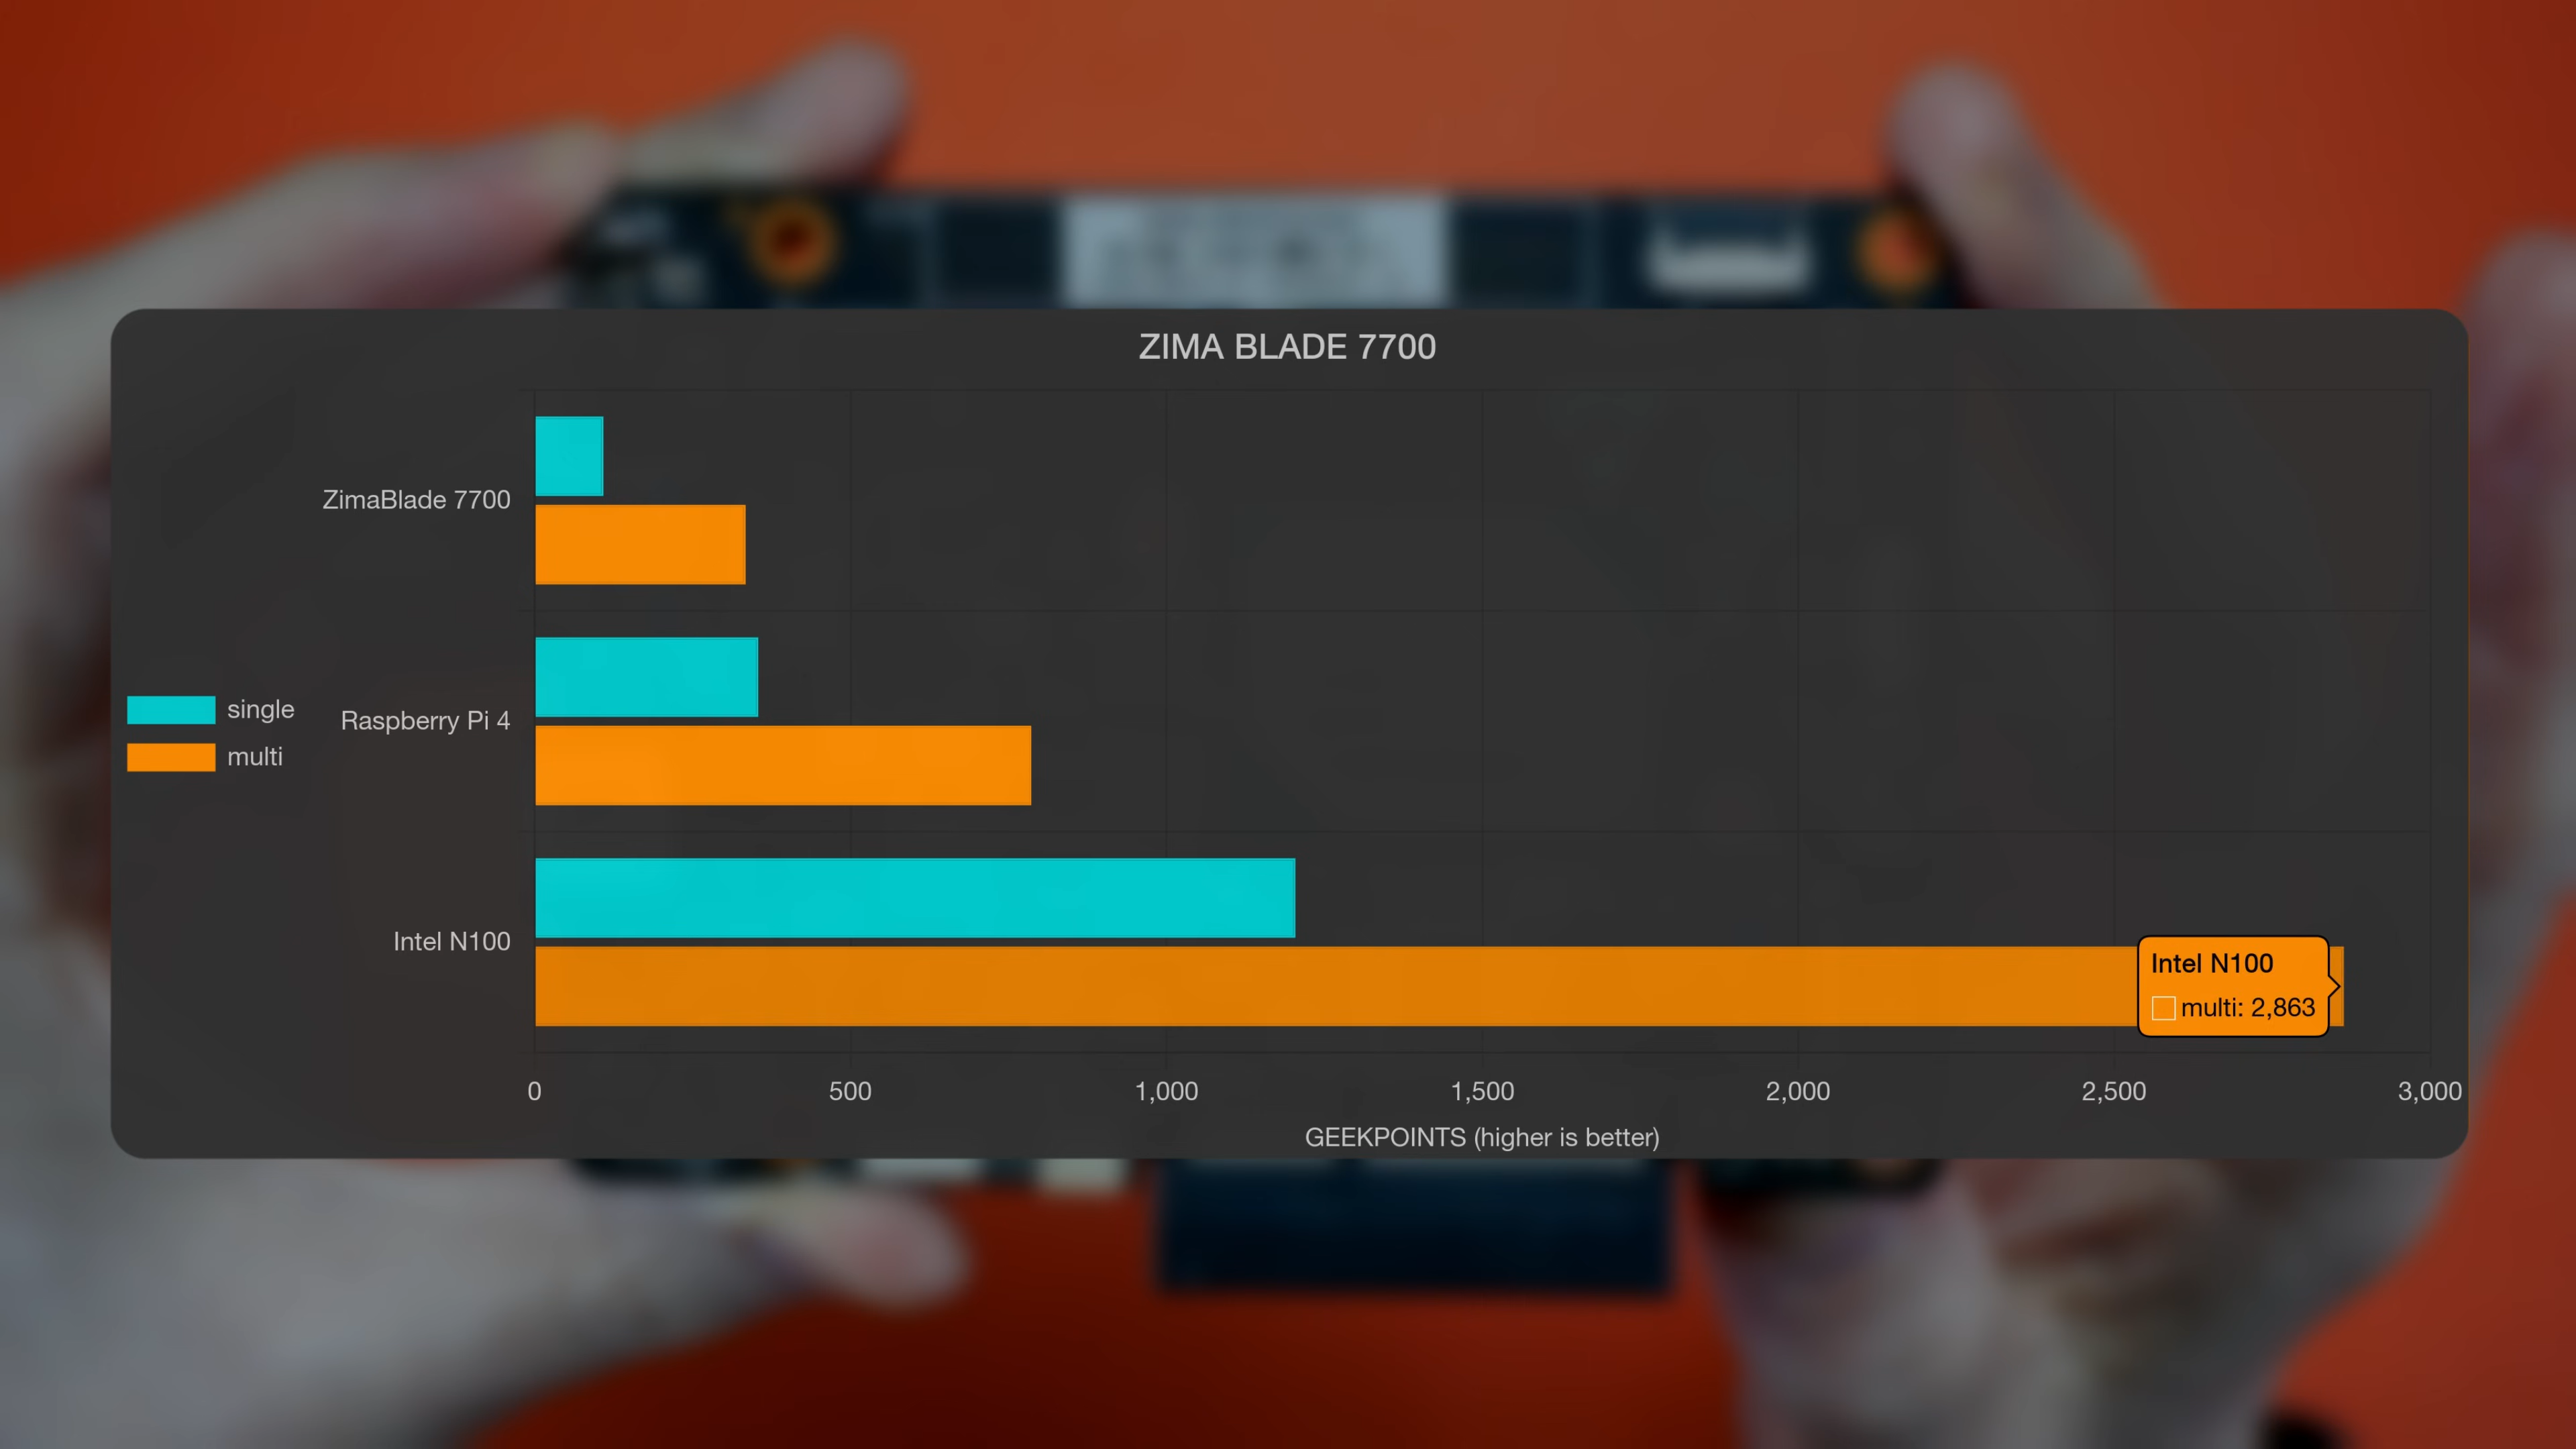 ZIMA BLADE 7700
ZimaBlade 7700
single
Raspberry Pi 4
multi
Intel N100
Intel N100
multi: 2,863
0 500 1,000 1,500 2,000 2,500 3,000
GEEKPOINTS (higher is better)